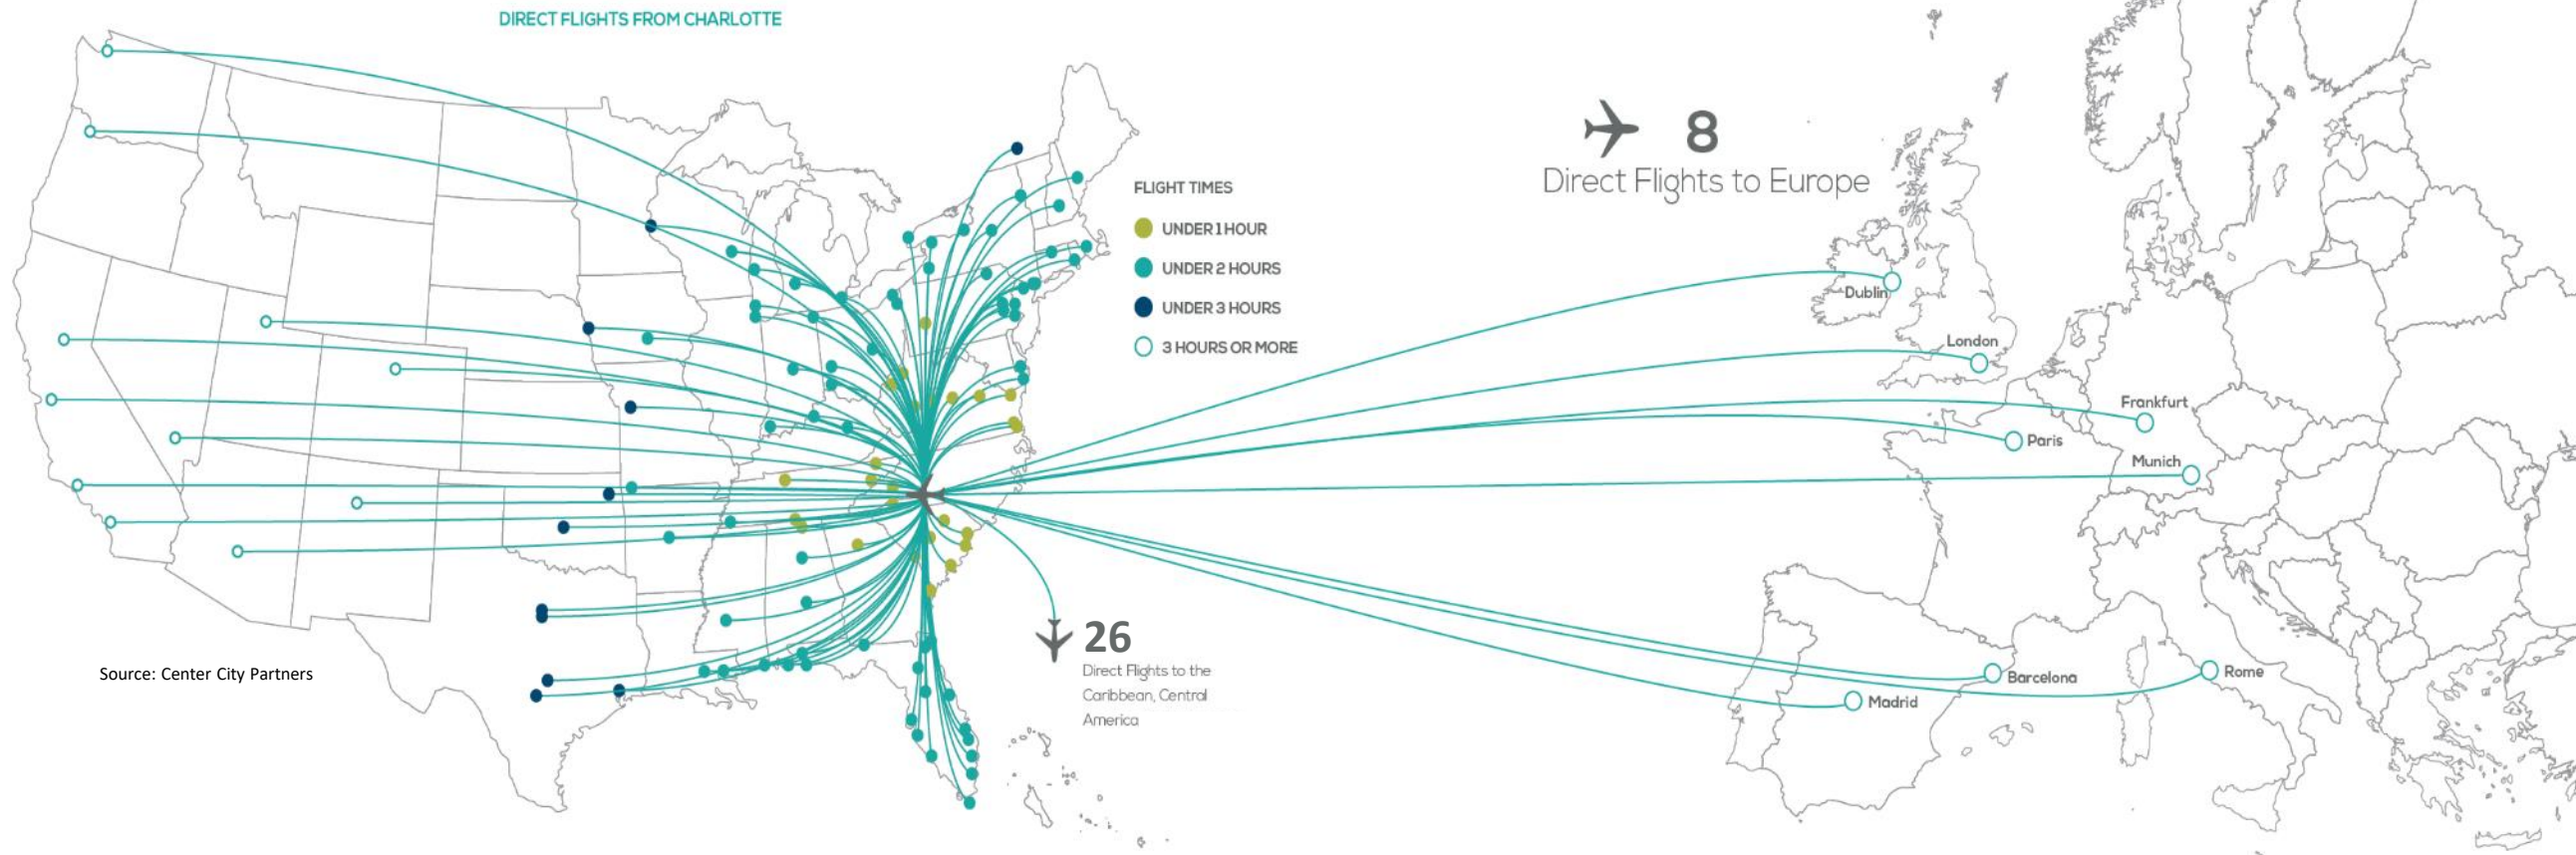 DIRECT FLIGHTS FROM CHARLOTTE
8
Direct Flights to Europe
FLIGHT TIMES
UNDER 1 HOUR
UNDER 2 HOURS
UNDER 3 HOURS
3 HOURS OR MORE
Dublin
London
Frankfurt
Paris
Munich
Barcelona
Rome
Madrid
26
Direct Flights to the
Caribbean, Central
America
Source: Center City Partners